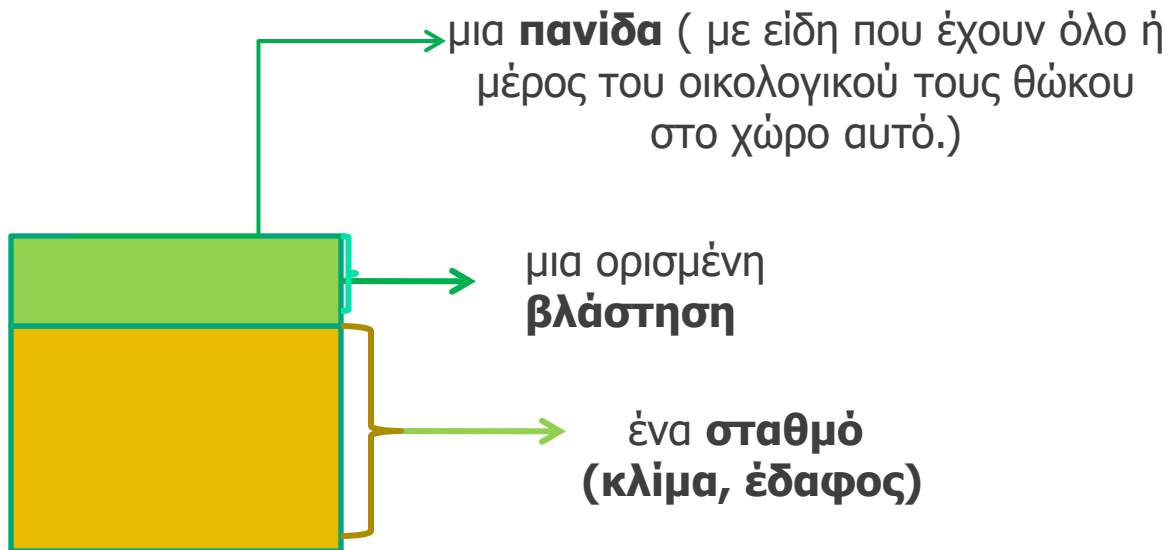 μια πανίδα ( με είδη που έχουν όλο ή
μέρος του οικολογικού τους θώκου
στο χώρο αυτό.)
μια ορισμένη
βλάστηση
ένα σταθμό
(κλίμα, έδαφος)